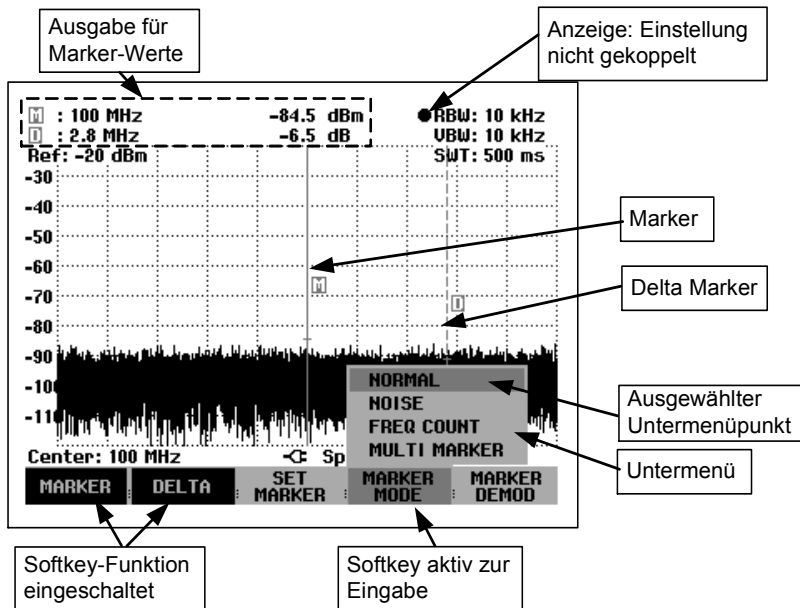 Ausgabe für
Marker-Werte
Anzeige: Einstellung
nicht gekoppelt
M : 100 MHz -84.5 dBm RBW: 10 kHz
D : 2.8 MHz -6.5 dB VBW: 10 kHz
Ref: -20 dBm SWT: 500 ms
-30
-40
-50
-60
-70
-80
-90
-100
-110
M
D
Marker
Delta Marker
NORMAL
NOISE
FREQ COUNT
MULTI MARKER
Ausgewählter
Untermenüpunkt
Untermenü
Center: 100 MHz Sp
MARKER DELTA SET MARKER MARKER
MARKER MODE DEMOD
Softkey-Funktion
eingeschaltet
Softkey aktiv zur
Eingabe